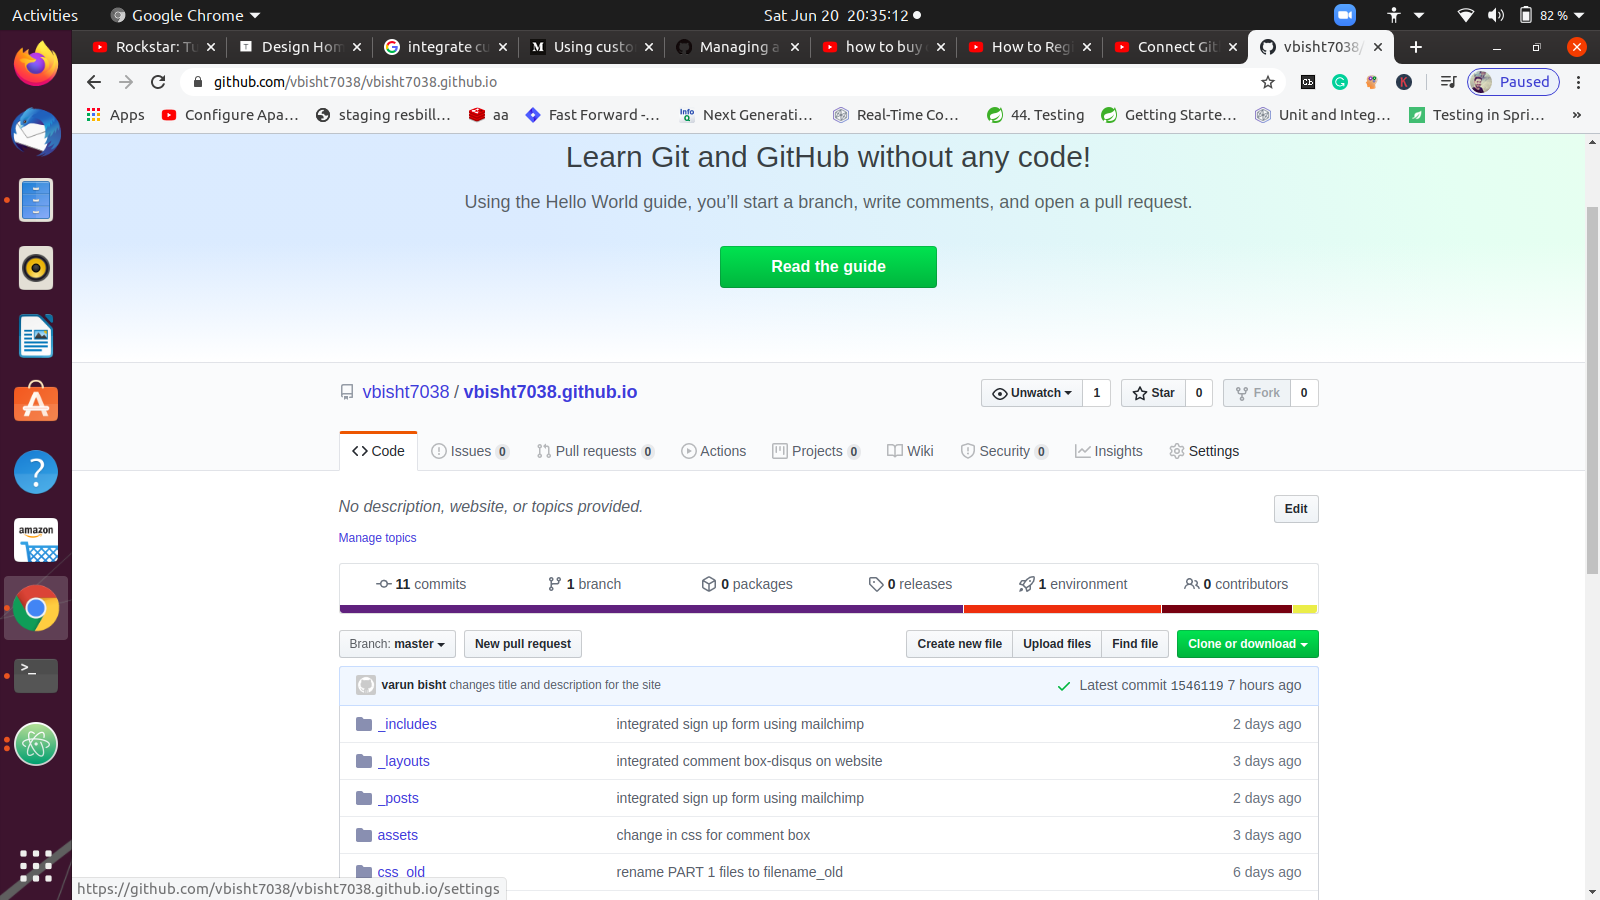 Activities Google Chrome Sat Jun 20 20:35:12 82 %
Rockstar: Tu Design Hom integrate cu Using custo Managing a how to buy How to Regi Connect Git vbisht7038/
github.com/vbisht7038/vbisht7038.github.io Paused
Apps Configure Apa... staging resbill... aa Fast Forward -... Next Generati... Real-Time Co... 44. Testing Getting Starte... Unit and Integ... Testing in Spri... »
Learn Git and GitHub without any code!
Using the Hello World guide, you’ll start a branch, write comments, and open a pull request.
Read the guide
vbisht7038 / vbisht7038.github.io Unwatch 1 Star 0 Fork 0
Code Issues 0 Pull requests 0 Actions Projects 0 Wiki Security 0 Insights Settings
No description, website, or topics provided. Edit
Manage topics
11 commits 1 branch 0 packages 0 releases 1 environment 0 contributors
Branch: master New pull request Create new file Upload files Find file Clone or download
varun bisht changes title and description for the site Latest commit 1546119 7 hours ago
_includes integrated sign up form using mailchimp 2 days ago
_layouts integrated comment box-disqus on website 3 days ago
_posts integrated sign up form using mailchimp 2 days ago
assets change in css for comment box 3 days ago
css_old rename PART 1 files to filename_old 6 days ago
https://github.com/vbisht7038/vbisht7038.github.io/settings
amazon